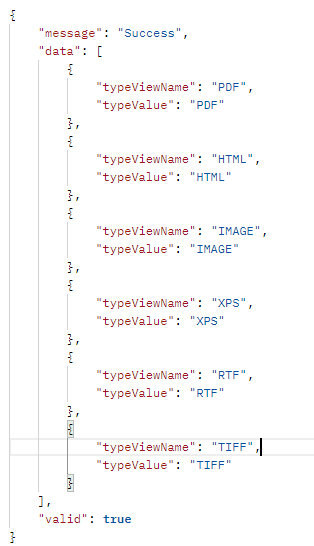 {
    "message": "Success",
    "data": [
        {
            "typeViewName": "PDF",
            "typeValue": "PDF"
        },
        {
            "typeViewName": "HTML",
            "typeValue": "HTML"
        },
        {
            "typeViewName": "IMAGE",
            "typeValue": "IMAGE"
        },
        {
            "typeViewName": "XPS",
            "typeValue": "XPS"
        },
        {
            "typeViewName": "RTF",
            "typeValue": "RTF"
        },
        {
            "typeViewName": "TIFF",
            "typeValue": "TIFF"
        }
    ],
    "valid": true
}